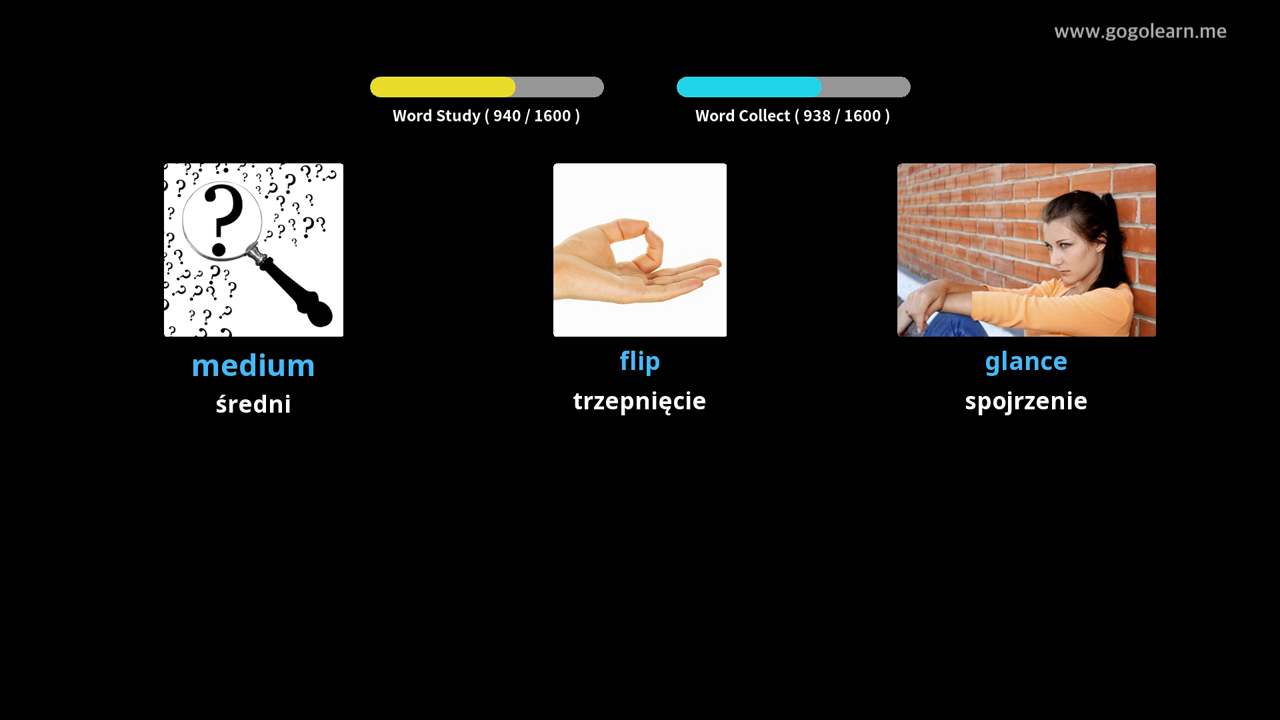 www.gogolearn.me
Word Study ( 940 / 1600 )
Word Collect ( 938 / 1600 )
medium
średni
flip
trzepnięcie
glance
spojrzenie